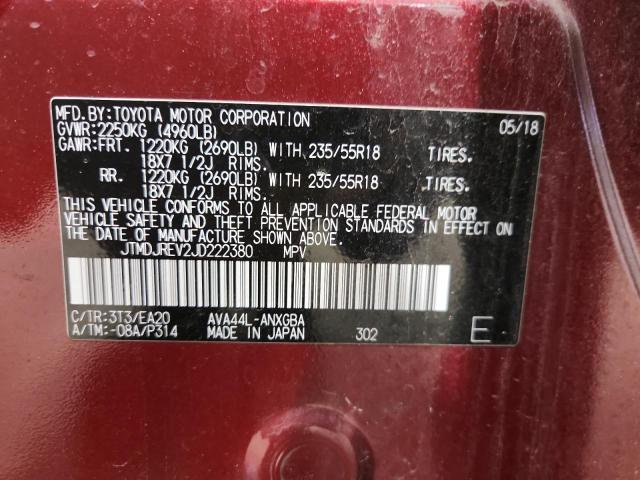 MFD.BY:TOYOTA MOTOR CORPORATION 05/18
GVWR:2250KG (4960LB)
GAWR:FRT. 1220KG (2690LB) WITH 235/55R18 TIRES.
18X7 1/2J RIMS.
RR. 1220KG (2690LB) WITH 235/55R18 TIRES.
18X7 1/2J RIMS.
THIS VEHICLE CONFORMS TO ALL APPLICABLE FEDERAL MOTOR
VEHICLE SAFETY AND THEFT PREVENTION STANDARDS IN EFFECT ON
THE DATE OF MANUFACTURE SHOWN ABOVE.
JTMDJREV2JD222380 MPV
C/TR:3T3/EA20 AVA44L-ANXGBA
A/TM:-08A/P314 MADE IN JAPAN 302 E